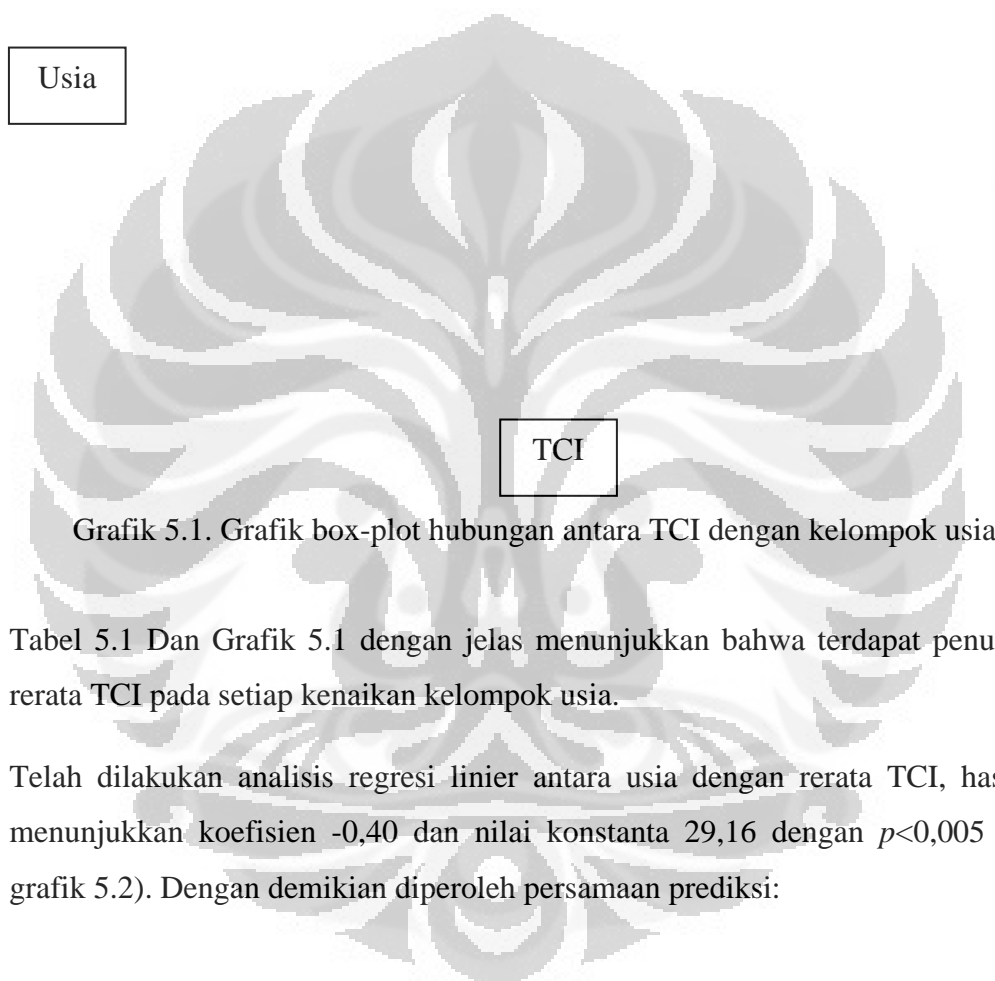 Usia
TCI
Grafik 5.1. Grafik box-plot hubungan antara TCI dengan kelompok usia
Tabel 5.1 Dan Grafik 5.1 dengan jelas menunjukkan bahwa terdapat penu
rerata TCI pada setiap kenaikan kelompok usia.
Telah dilakukan analisis regresi linier antara usia dengan rerata TCI, has
menunjukkan koefisien -0,40 dan nilai konstanta 29,16 dengan p<0,005
grafik 5.2). Dengan demikian diperoleh persamaan prediksi: